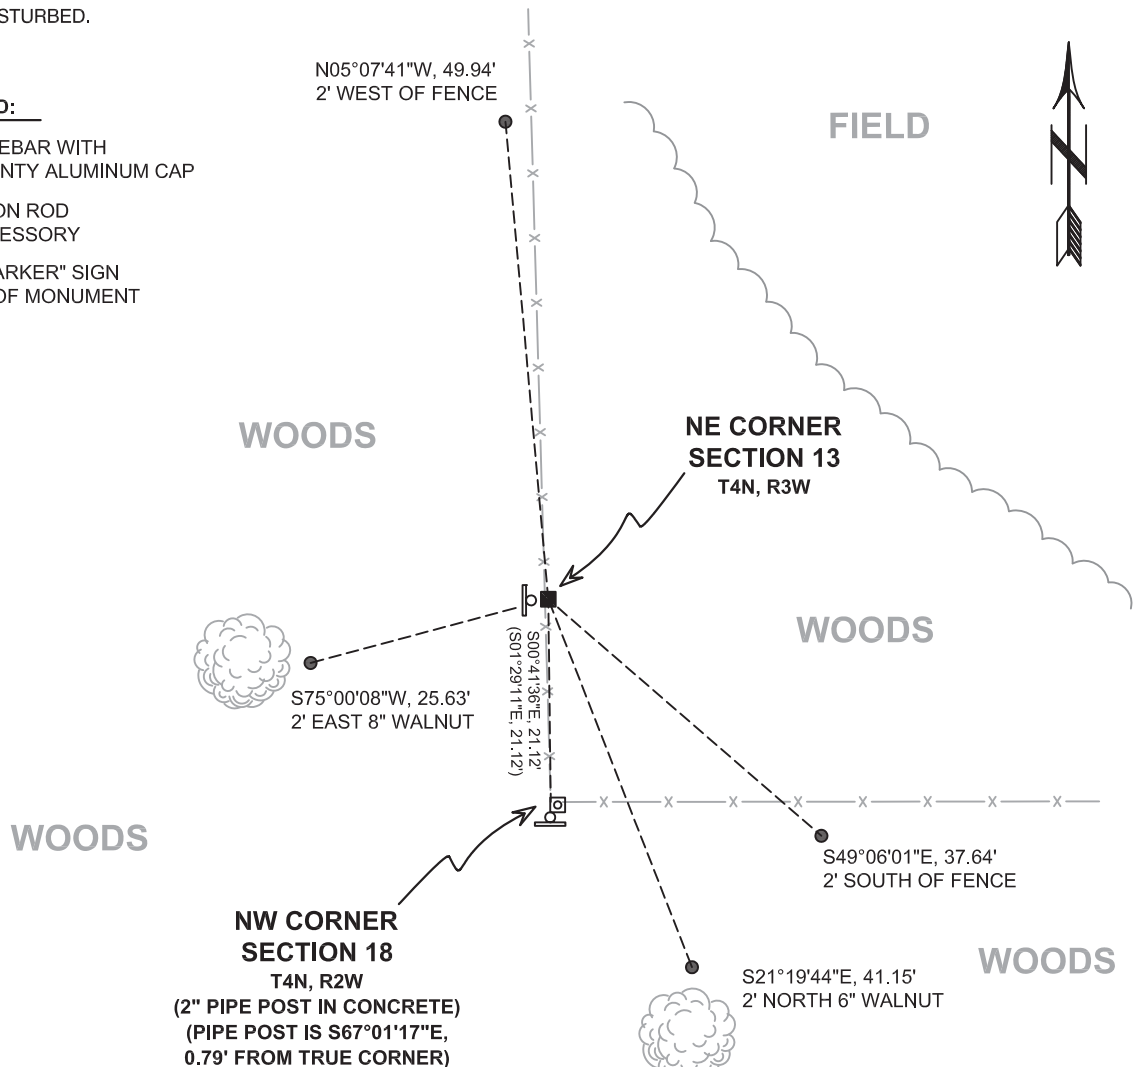 STURBED.
O:
EBAR WITH
NTY ALUMINUM CAP
ON ROD
ESSORY
ARKER" SIGN
OF MONUMENT
N05°07'41"W, 49.94'
2' WEST OF FENCE
FIELD
N
WOODS
NE CORNER
SECTION 13
T4N, R3W
WOODS
S00°41'36"E, 21.12'
(S01°29'11"E, 21.12')
S75°00'08"W, 25.63'
2' EAST 8" WALNUT
WOODS
S49°06'01"E, 37.64'
2' SOUTH OF FENCE
NW CORNER
SECTION 18
T4N, R2W
(2" PIPE POST IN CONCRETE)
(PIPE POST IS S67°01'17"E,
0.79' FROM TRUE CORNER)
S21°19'44"E, 41.15'
2' NORTH 6" WALNUT
WOODS